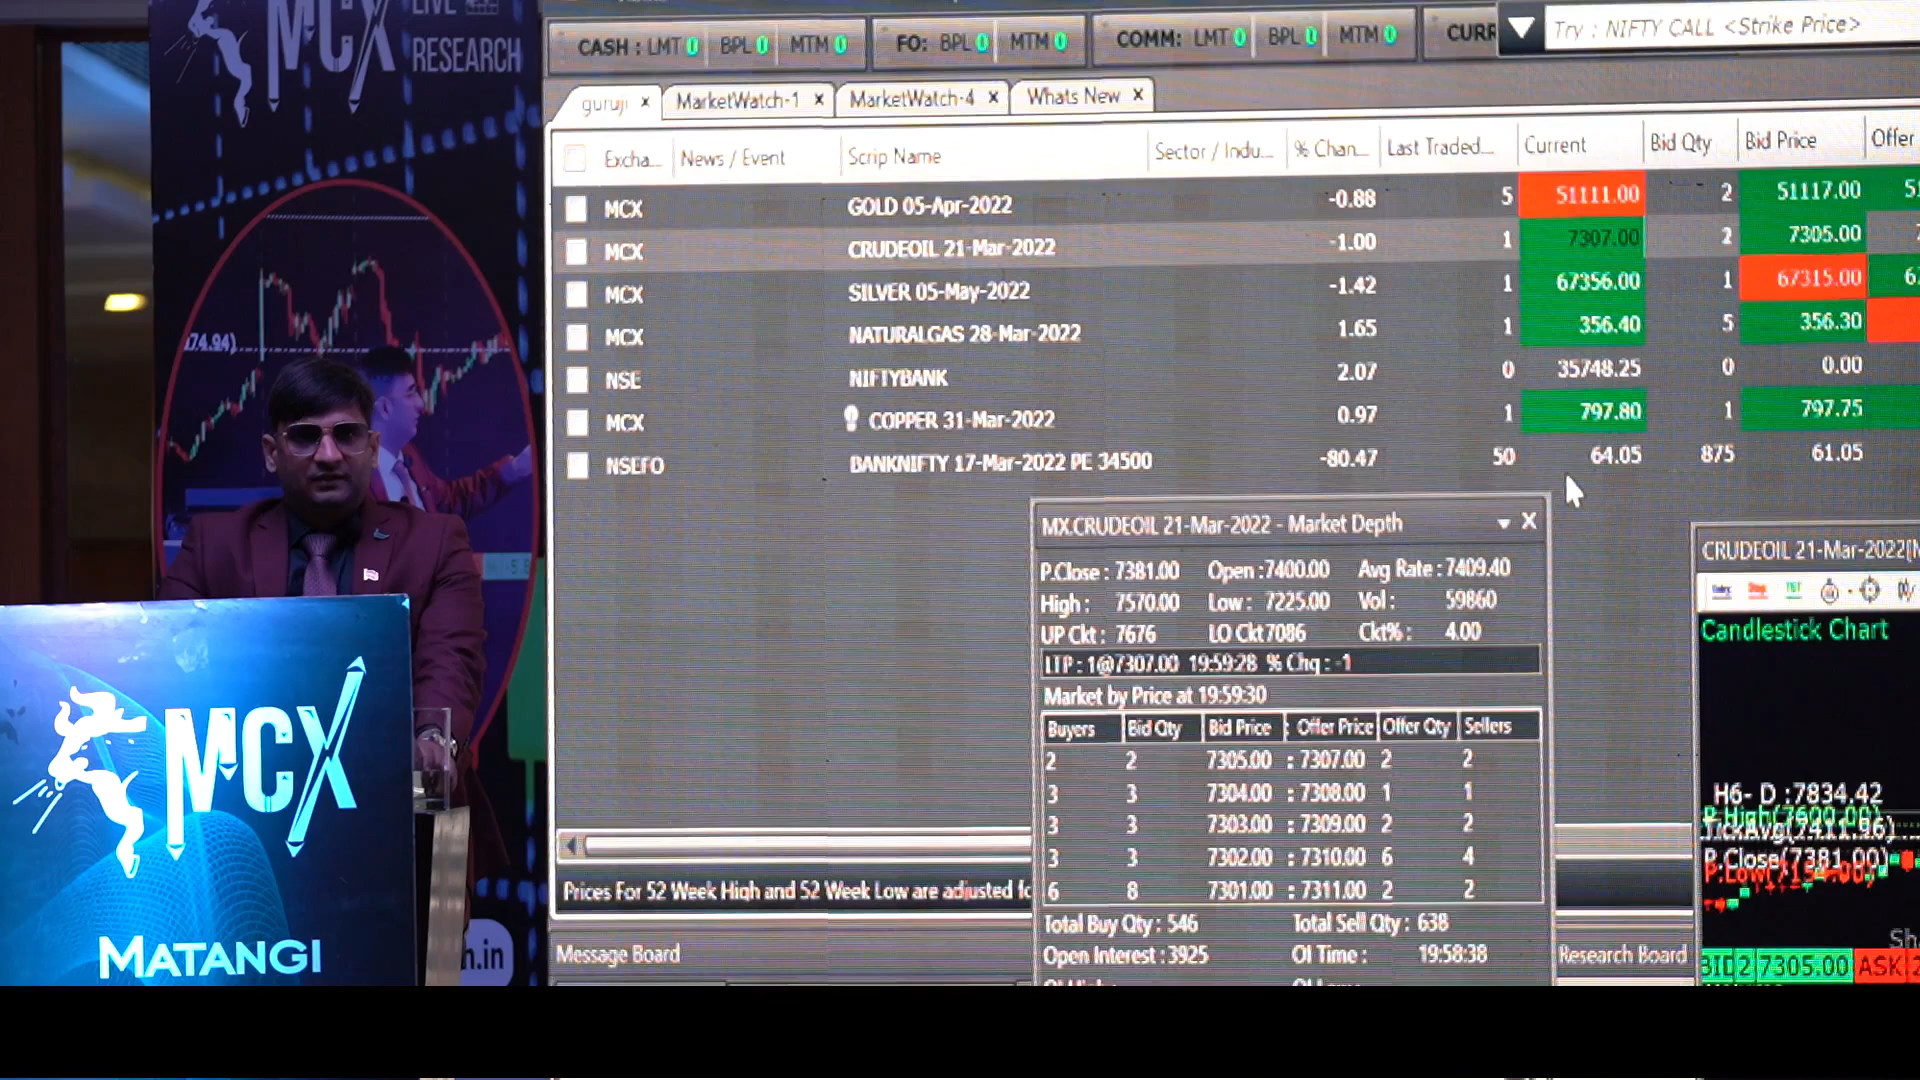 MCX LIVE
RESEARCH
CASH : LMT 0 BPL 0 MTM 0 FO: BPL 0 MTM 0 COMM: LMT 0 BPL 0 MTM 0 CURR
Try : NIFTY CALL <Strike Price>
guruji x MarketWatch-1 x MarketWatch-4 x Whats New x
Excha... News / Event Scrip Name Sector / Indu... % Chan... Last Traded... Current Bid Qty Bid Price Offer
MCX GOLD 05-Apr-2022 -0.88 5 51111.00 2 51117.00
MCX CRUDEOIL 21-Mar-2022 -1.00 1 7307.00 2 7305.00
MCX SILVER 05-May-2022 -1.42 1 67356.00 1 67315.00
MCX NATURALGAS 28-Mar-2022 1.65 1 356.40 5 356.30
NSE NIFTYBANK 2.07 0 35748.25 0 0.00
MCX COPPER 31-Mar-2022 0.97 1 797.80 1 797.75
NSEFO BANKNIFTY 17-Mar-2022 PE 34500 -80.47 50 64.05 875 61.05
74.94)
MX.CRUDEOIL 21-Mar-2022 - Market Depth X
P.Close : 7381.00 Open :7400.00 Avg Rate :7409.40
High : 7570.00 Low : 7225.00 Vol : 59860
UP Ckt : 7676 LO Ckt7086 Ckt% : 4.00
LTP : 1@7307.00 19:59:28 % Chg : -1
Market by Price at 19:59:30
Buyers Bid Qty Bid Price : Offer Price Offer Qty Sellers
2 2 7305.00 : 7307.00 2 2
3 3 7304.00 : 7308.00 1 1
3 3 7303.00 : 7309.00 2 2
3 3 7302.00 : 7310.00 6 4
6 8 7301.00 : 7311.00 2 2
Total Buy Qty : 546 Total Sell Qty : 638
Open Interest : 3925 OI Time : 19:58:38
CRUDEOIL 21-Mar-2022[M
Candlestick Chart
H6- D :7834.42
P.High(7600.00)
TickAvg(7411.96)
P.Close(7381.00)
BID 2 7305.00 ASK
Prices For 52 Week High and 52 Week Low are adjusted fo
Message Board
Research Board
MCX
MATANGI
h.in